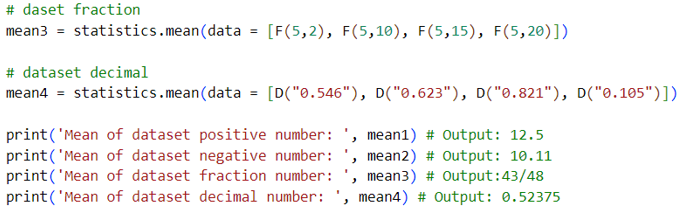 # daset fraction
mean3 = statistics.mean(data = [F(5,2), F(5,10), F(5,15), F(5,20)])
# dataset decimal
mean4 = statistics.mean(data = [D("0.546"), D("0.623"), D("0.821"), D("0.105")])
print('Mean of dataset positive number: ', mean1) # Output: 12.5
print('Mean of dataset negative number: ', mean2) # Output: 10.11
print('Mean of dataset fraction number: ', mean3) # Output:43/48
print('Mean of dataset decimal number: ', mean4) # Output: 0.52375